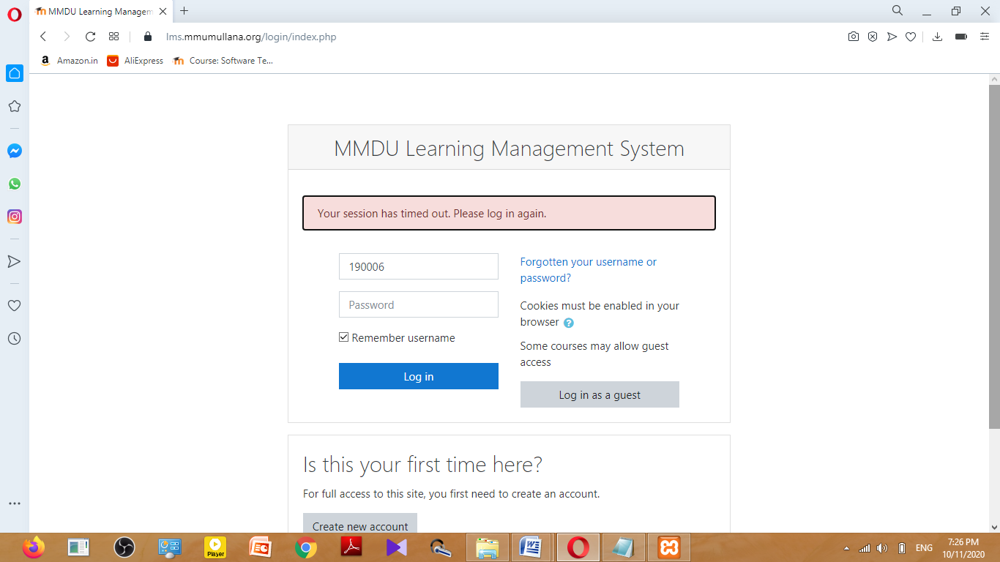 MMDU Learning Managem
lms.mmumullana.org/login/index.php
Amazon.in
AliExpress
Course: Software Te...
MMDU Learning Management System
Your session has timed out. Please log in again.
190006
Password
Remember username
Log in
Forgotten your username or
password?
Cookies must be enabled in your
browser
Some courses may allow guest
access
Log in as a guest
Is this your first time here?
For full access to this site, you first need to create an account.
Create new account
Player
ENG
7:26 PM
10/11/2020